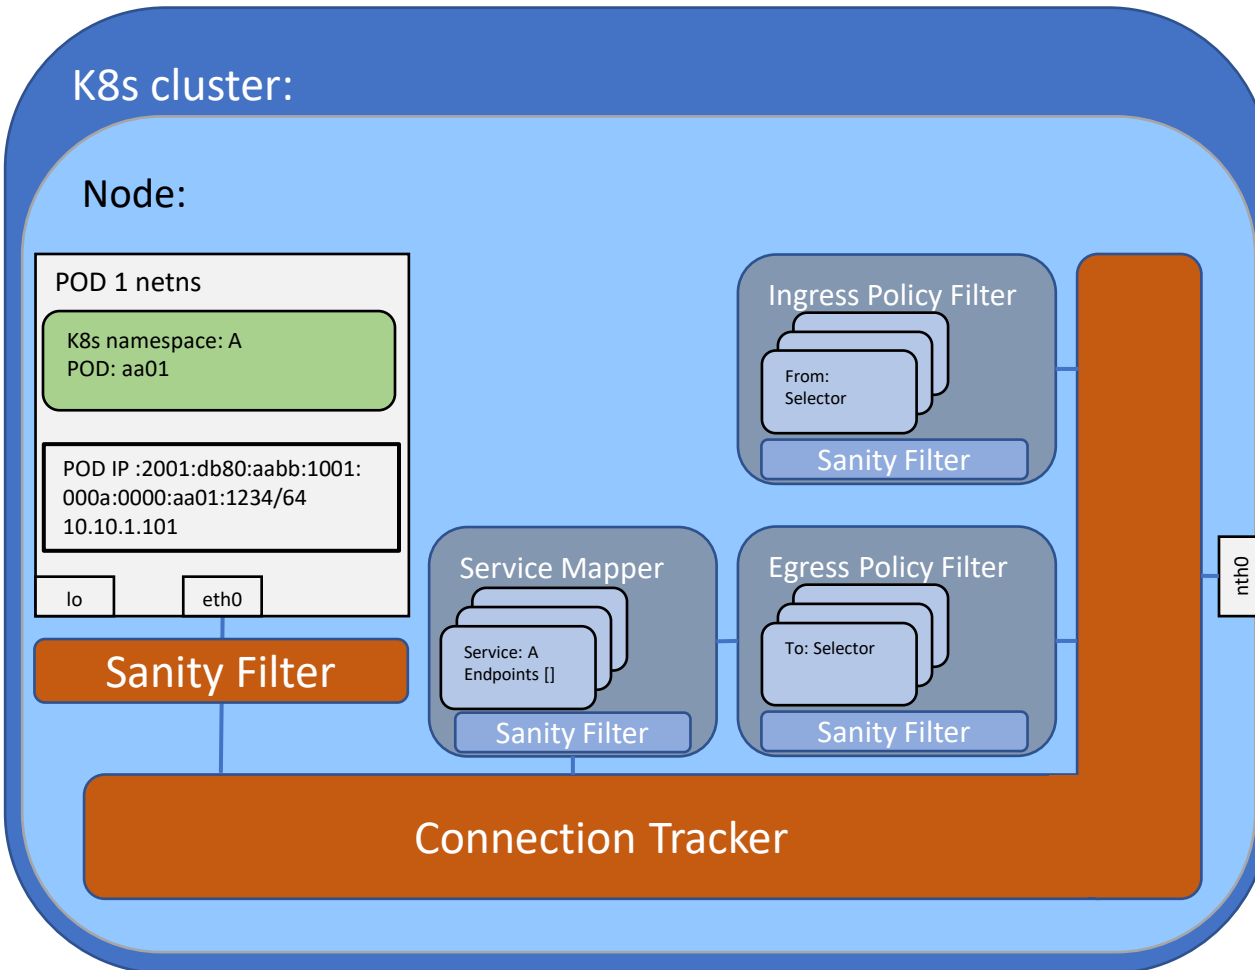 K8s cluster:
Node:
POD 1 netns
K8s namespace: A
POD: aa01
POD IP :2001:db80:aabb:1001:
000a:0000:aa01:1234/64
10.10.1.101
lo
eth0
Sanity Filter
Ingress Policy Filter
From:
Selector
Sanity Filter
Service Mapper
Service: A
Endpoints []
Sanity Filter
Egress Policy Filter
To: Selector
Sanity Filter
nth0
Connection Tracker